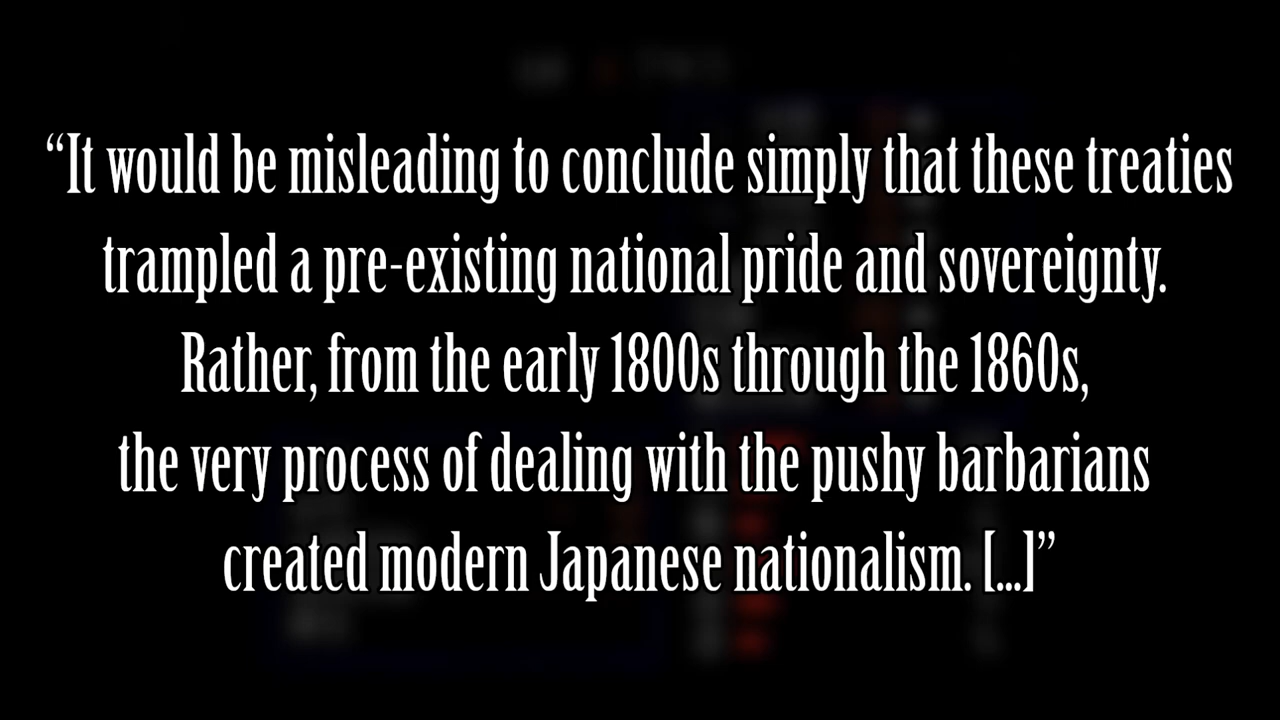 “It would be misleading to conclude simply that these treaties
trampled a pre-existing national pride and sovereignty.
Rather, from the early 1800s through the 1860s,
the very process of dealing with the pushy barbarians
created modern Japanese nationalism. [...]”